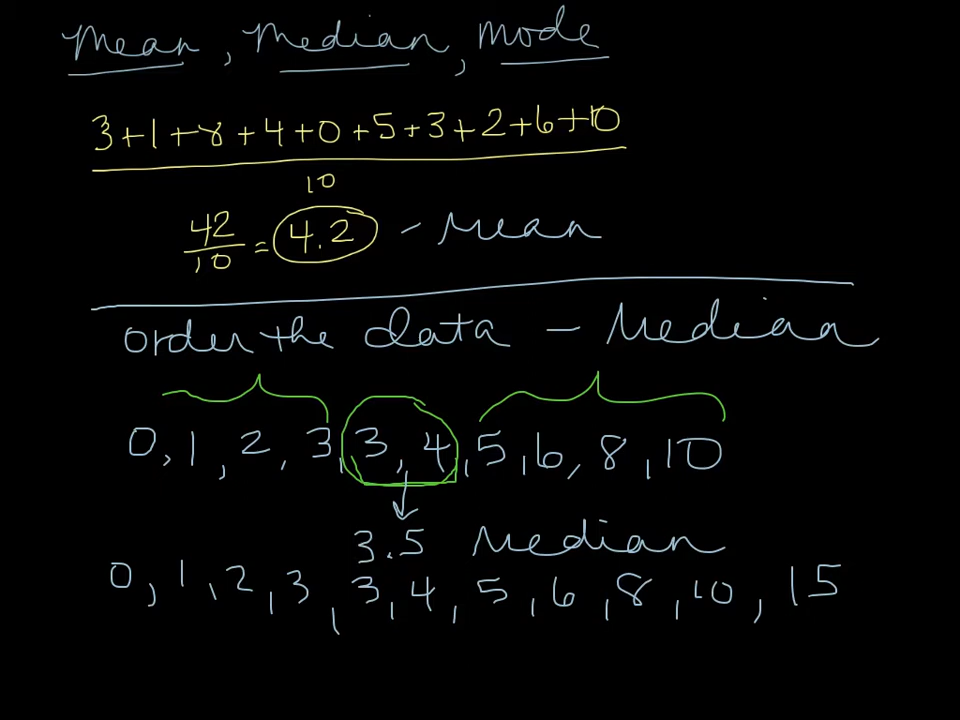 Mean, Median, Mode
3+1+8+4+0+5+3+2+6+10
10
42
10
= 4.2 - Mean
order the data - Median
0, 1, 2, 3, 3, 4, 5, 6, 8, 10
3.5 Median
0, 1, 2, 3, 3, 4, 5, 6, 8, 10, 15